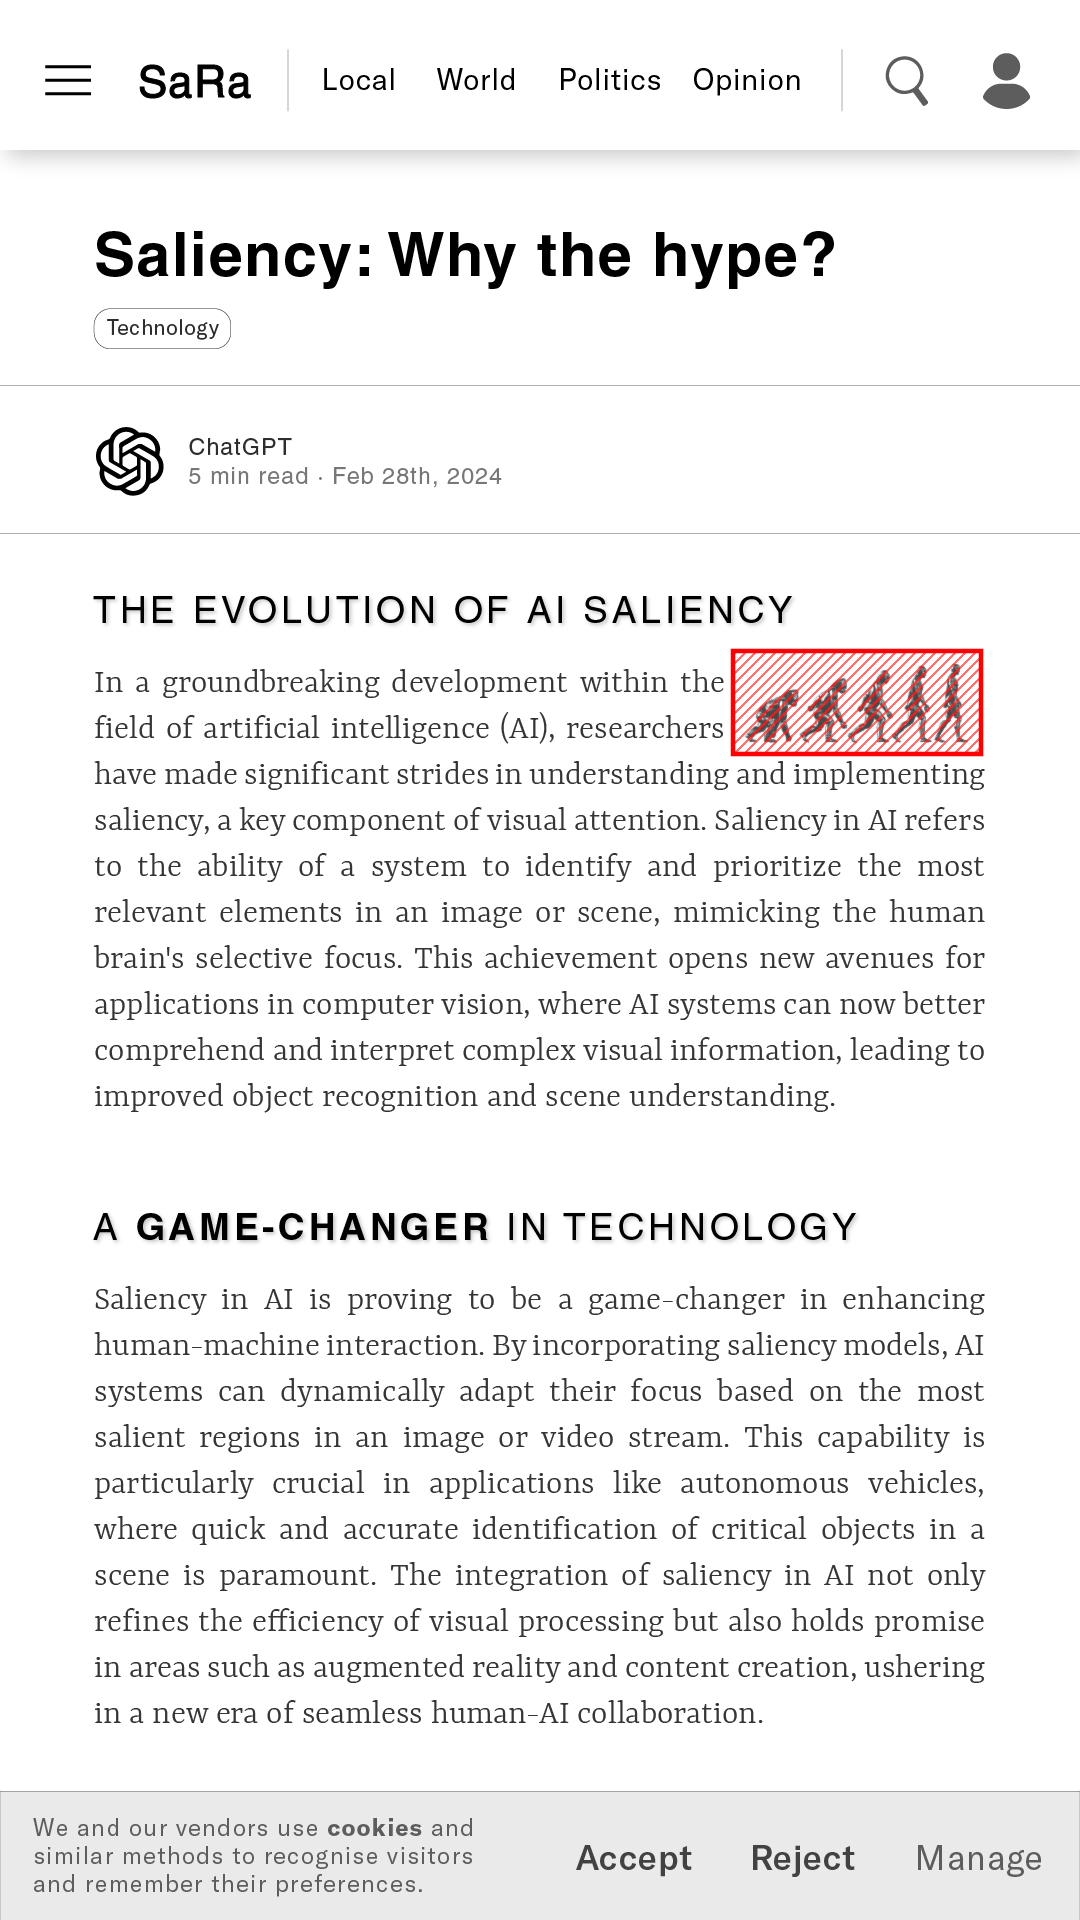 SaRa
Local World Politics Opinion
Saliency: Why the hype?
Technology
ChatGPT
5 min read · Feb 28th, 2024
THE EVOLUTION OF AI SALIENCY
In a groundbreaking development within the
field of artificial intelligence (AI), researchers
have made significant strides in understanding and implementing
saliency, a key component of visual attention. Saliency in AI refers
to the ability of a system to identify and prioritize the most
relevant elements in an image or scene, mimicking the human
brain's selective focus. This achievement opens new avenues for
applications in computer vision, where AI systems can now better
comprehend and interpret complex visual information, leading to
improved object recognition and scene understanding.
A GAME-CHANGER IN TECHNOLOGY
Saliency in AI is proving to be a game-changer in enhancing
human-machine interaction. By incorporating saliency models, AI
systems can dynamically adapt their focus based on the most
salient regions in an image or video stream. This capability is
particularly crucial in applications like autonomous vehicles,
where quick and accurate identification of critical objects in a
scene is paramount. The integration of saliency in AI not only
refines the efficiency of visual processing but also holds promise
in areas such as augmented reality and content creation, ushering
in a new era of seamless human-AI collaboration.
We and our vendors use cookies and
similar methods to recognise visitors
and remember their preferences.
Accept Reject Manage